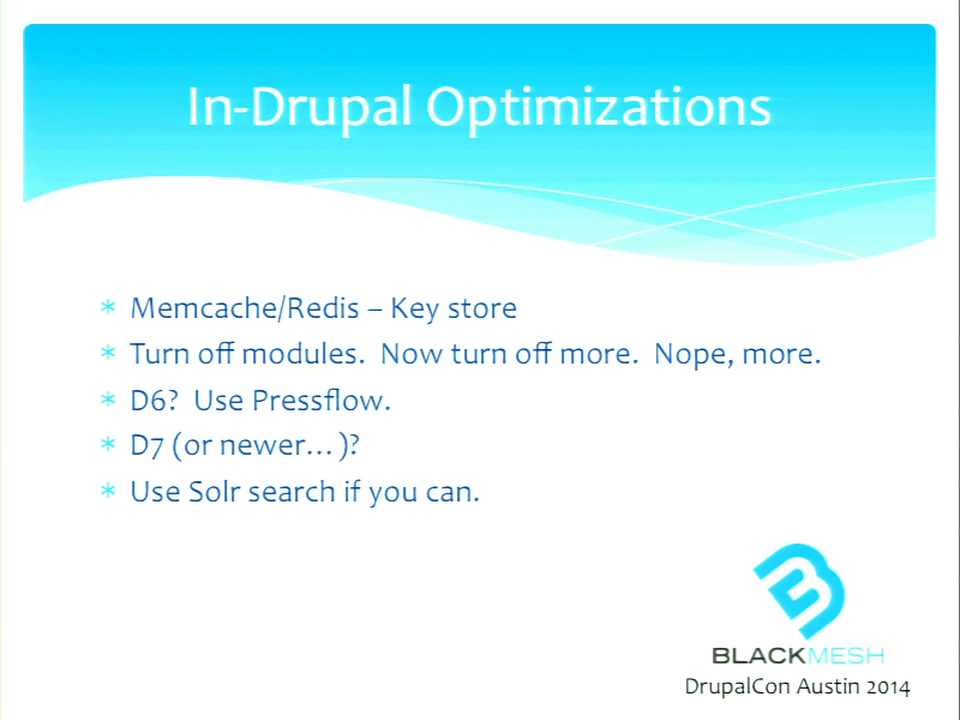 In-Drupal Optimizations
* Memcache/Redis – Key store
* Turn off modules.  Now turn off more.  Nope, more.
* D6?  Use Pressflow.
* D7 (or newer…)?
* Use Solr search if you can.
BLACKMESH
DrupalCon Austin 2014